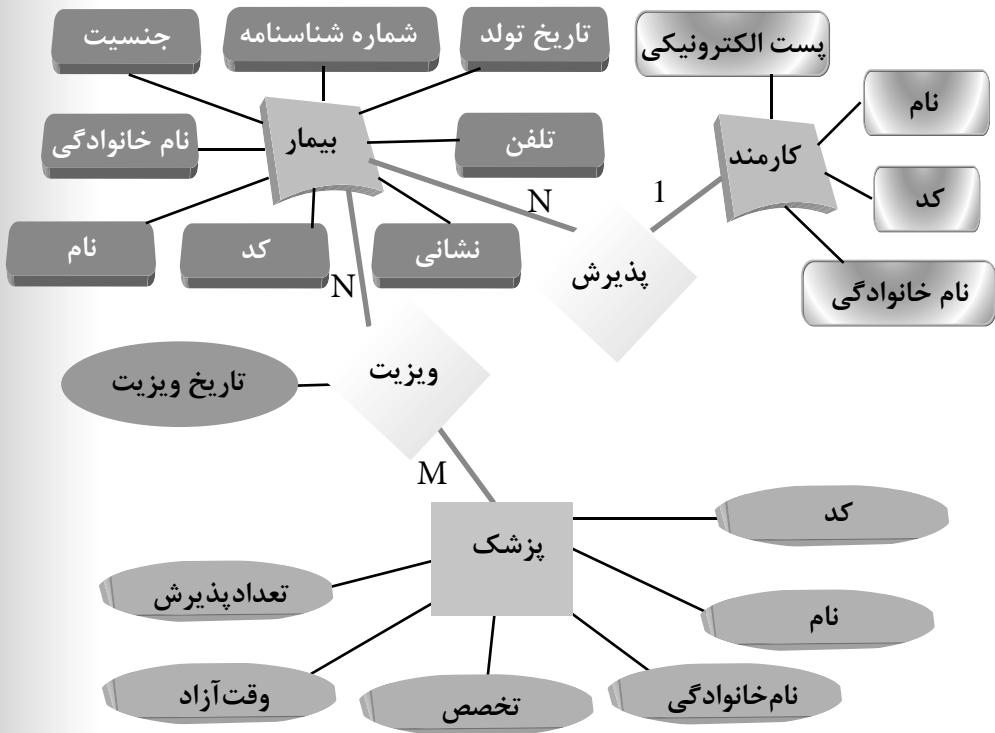 تاریخ تولد
شماره شناسنامه
جنسیت
پست الکترونیکی
نام
کارمند
بیمار
تلفن
نام خانوادگی
کد
1
N
نشانی
کد
نام
پذیرش
نام خانوادگی
N
ویزیت
تاریخ ویزیت
M
کد
پزشک
تعدادپذیرش
نام
نام‌خانوادگی
تخصص
وقت‌آزاد